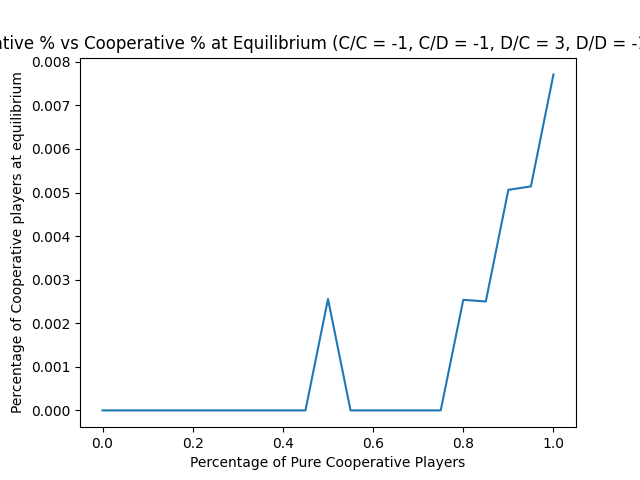 ative % vs Cooperative % at Equilibrium (C/C = -1, C/D = -1, D/C = 3, D/D = -
0.008
0.007
0.006
0.005
0.004
0.003
0.002
0.001
0.000
Percentage of Cooperative players at equilibrium
0.0 0.2 0.4 0.6 0.8 1.0
Percentage of Pure Cooperative Players